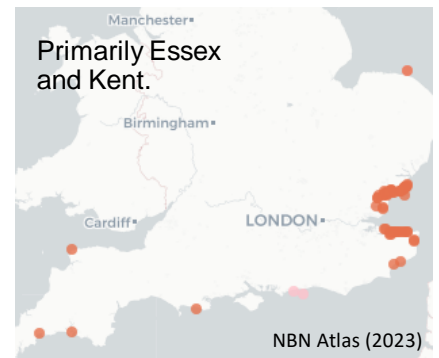 Manchester
Primarily Essex
and Kent.
Birmingham
Cardiff
LONDON
NBN Atlas (2023)